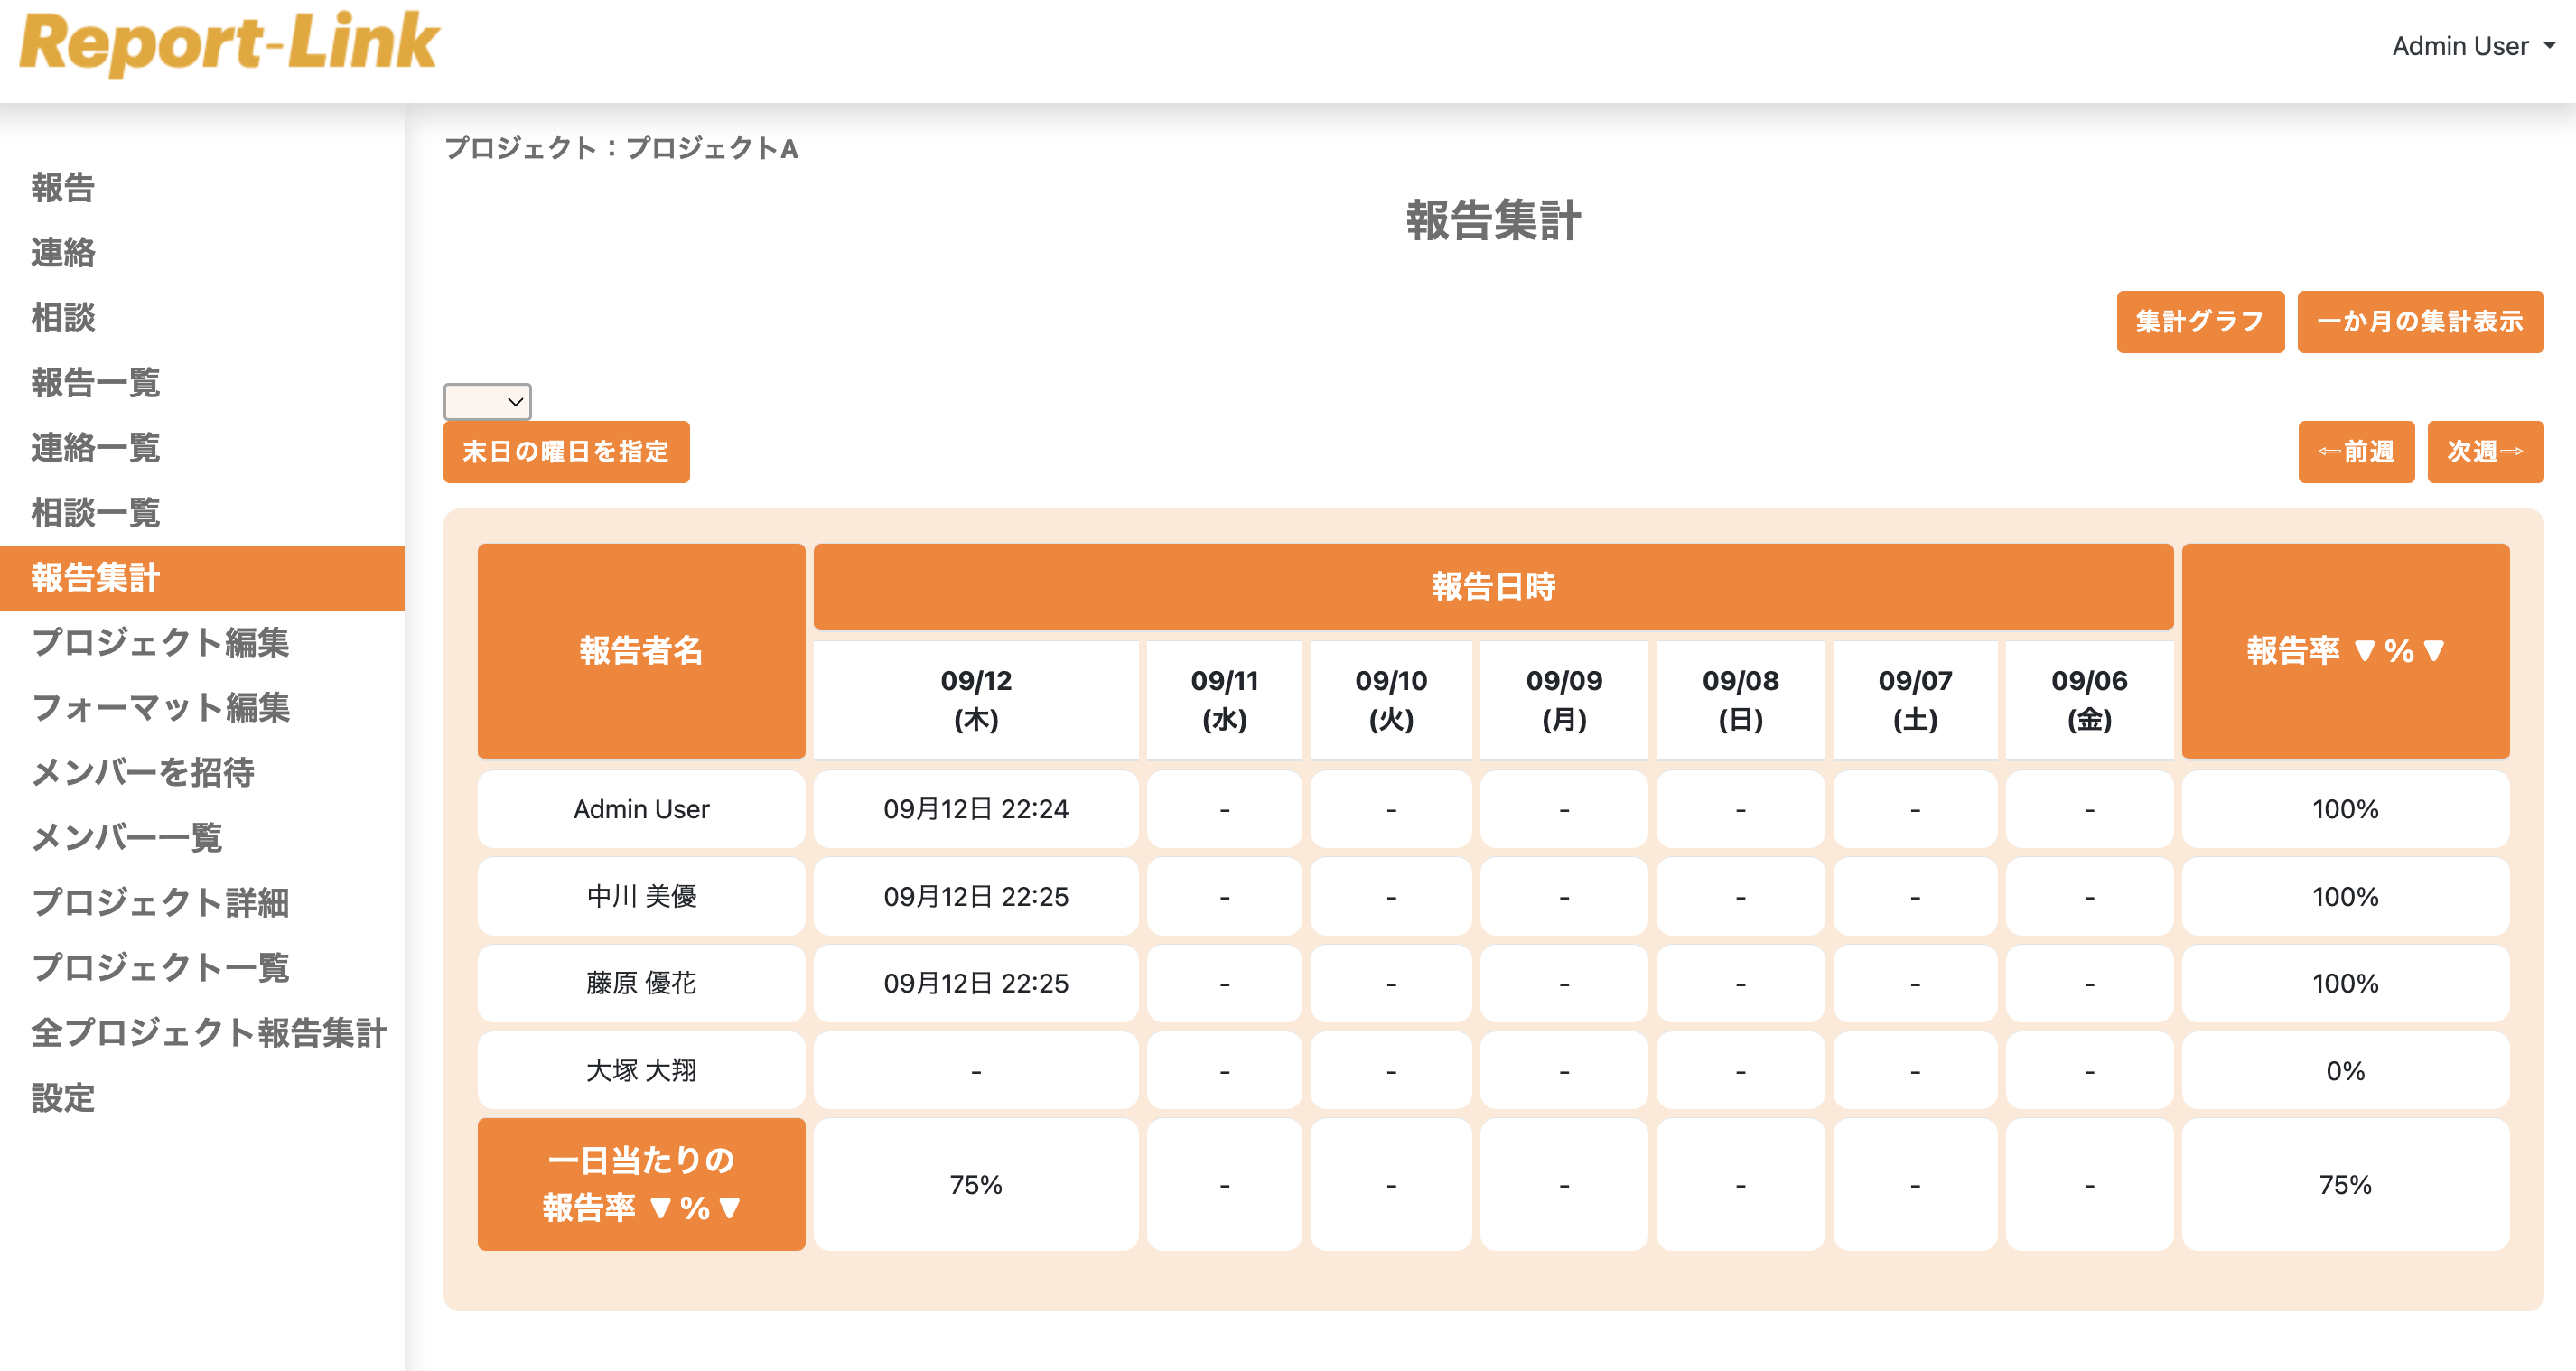 Report-Link
Admin User
報告
連絡
相談
報告一覧
連絡一覧
相談一覧
報告集計
プロジェクト編集
フォーマット編集
メンバーを招待
メンバー一覧
プロジェクト詳細
プロジェクト一覧
全プロジェクト報告集計
設定
プロジェクト：プロジェクトA
報告集計
集計グラフ 一か月の集計表示
末日の曜日を指定 ⇐前週 次週⇒
報告者名 報告日時 報告率 ▼%▼
09/12 09/11 09/10 09/09 09/08 09/07 09/06
(木) (水) (火) (月) (日) (土) (金)
Admin User 09月12日 22:24 - - - - - - 100%
中川 美優 09月12日 22:25 - - - - - - 100%
藤原 優花 09月12日 22:25 - - - - - - 100%
大塚 大翔 - - - - - - - 0%
一日当たりの
報告率 ▼%▼ 75% - - - - - - 75%